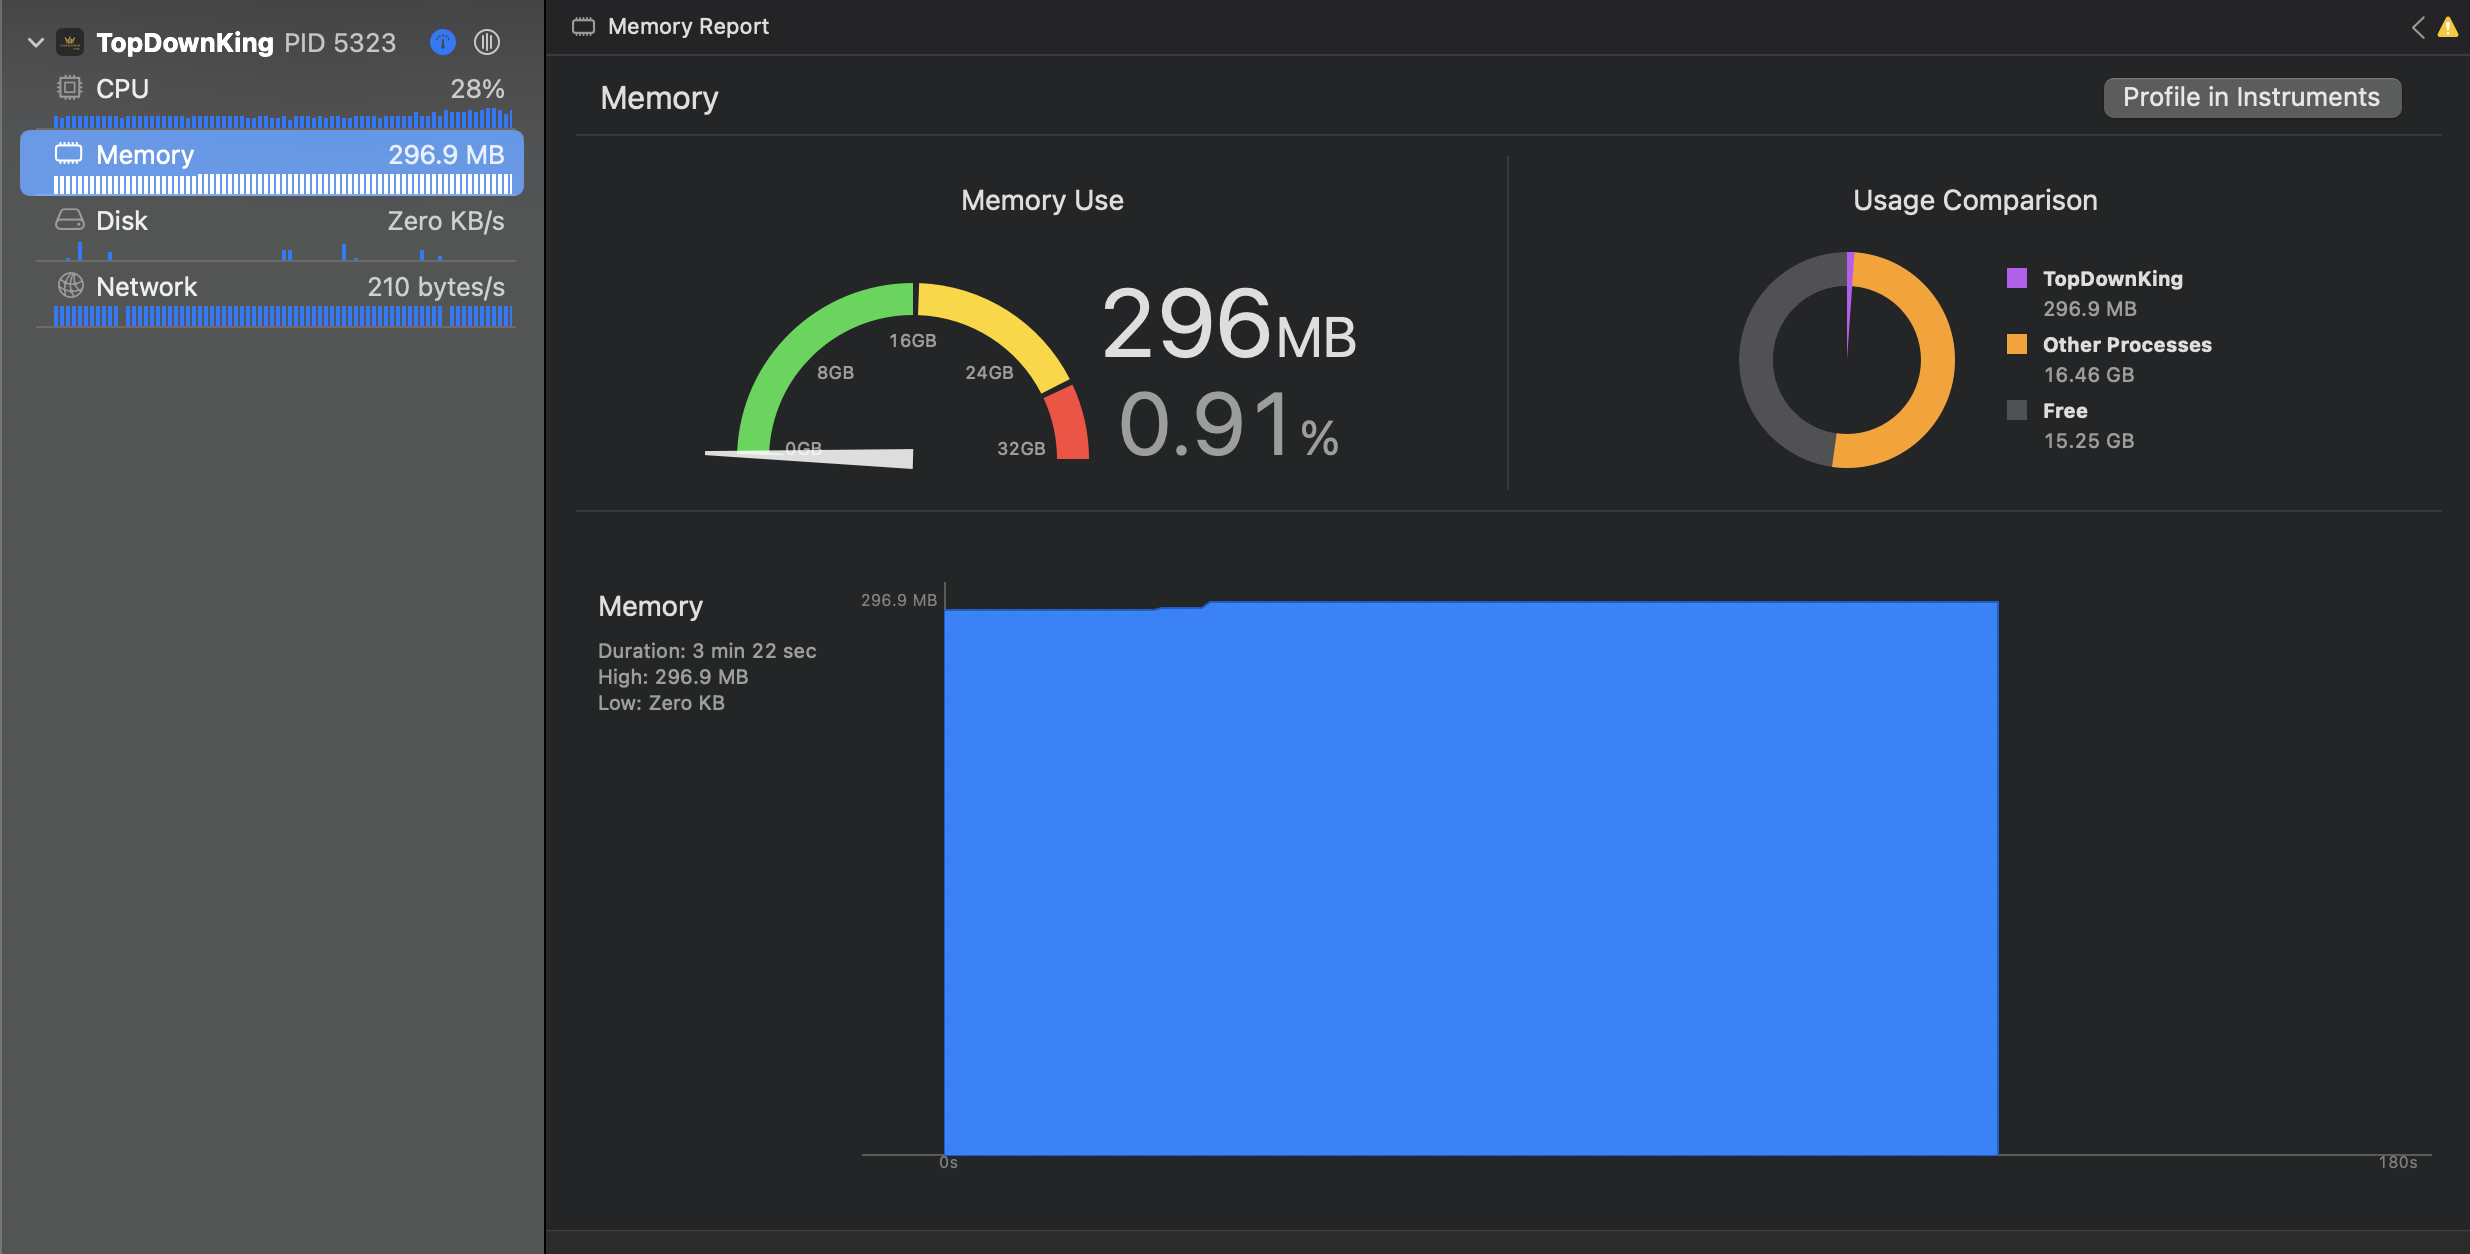 TopDownKing PID 5323
CPU 28%
Memory 296.9 MB
Disk Zero KB/s
Network 210 bytes/s
Memory Report
Memory
Profile in Instruments
Memory Use
0GB
8GB
16GB
24GB
32GB
296MB
0.91%
Usage Comparison
TopDownKing
296.9 MB
Other Processes
16.46 GB
Free
15.25 GB
Memory
Duration: 3 min 22 sec
High: 296.9 MB
Low: Zero KB
296.9 MB
0s
180s